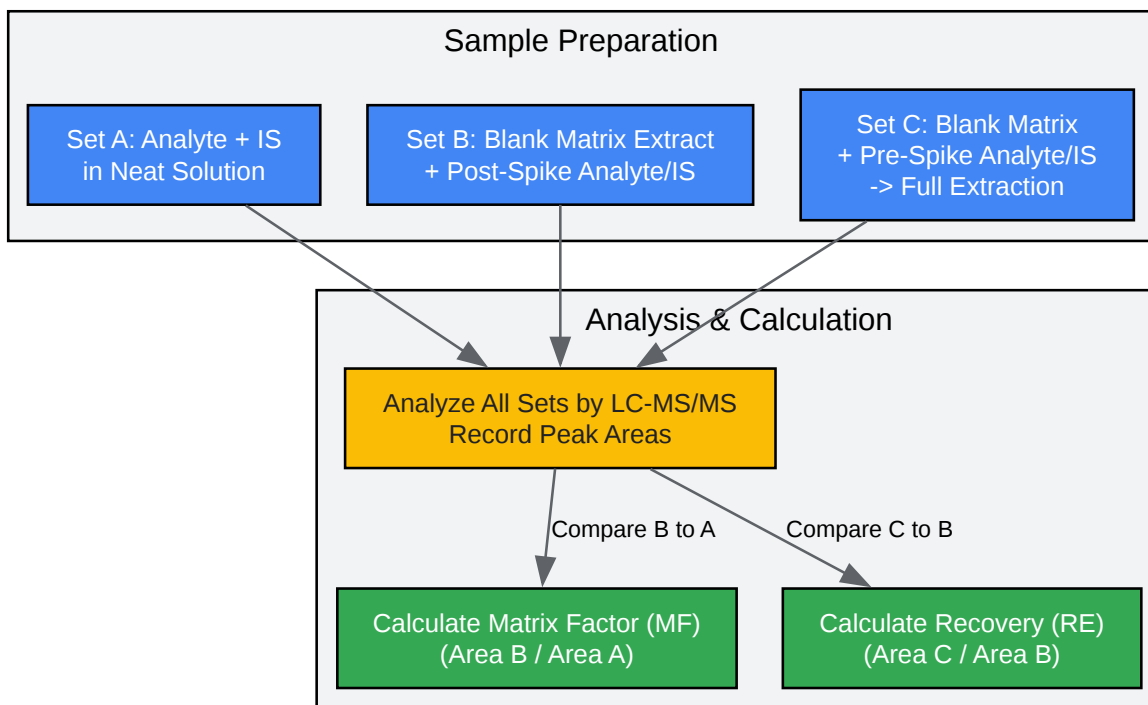 Sample Preparation
Set A: Analyte + IS
in Neat Solution
Set B: Blank Matrix Extract
+ Post-Spike Analyte/IS
Set C: Blank Matrix
+ Pre-Spike Analyte/IS
-> Full Extraction
Analysis & Calculation
Analyze All Sets by LC-MS/MS
Record Peak Areas
Compare B to A
Compare C to B
Calculate Matrix Factor (MF)
(Area B / Area A)
Calculate Recovery (RE)
(Area C / Area B)